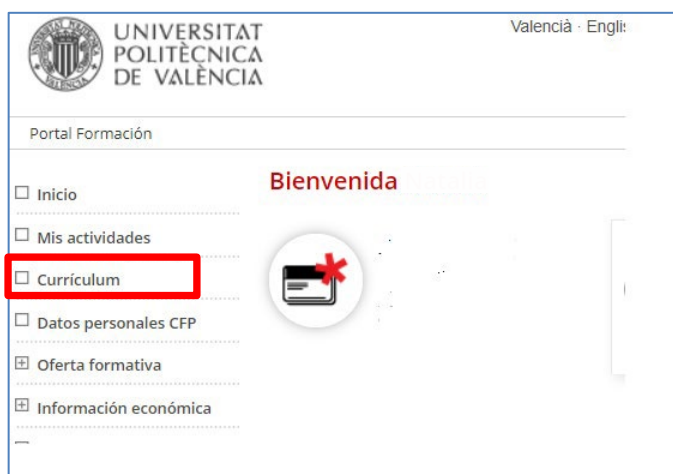 UNIVERSITAT
POLITÈCNICA
DE VALÈNCIA
Valencià ·
Portal Formación
Bienvenida
Inicio
Mis actividades
Currículum
Datos personales CFP
Oferta formativa
Información económica